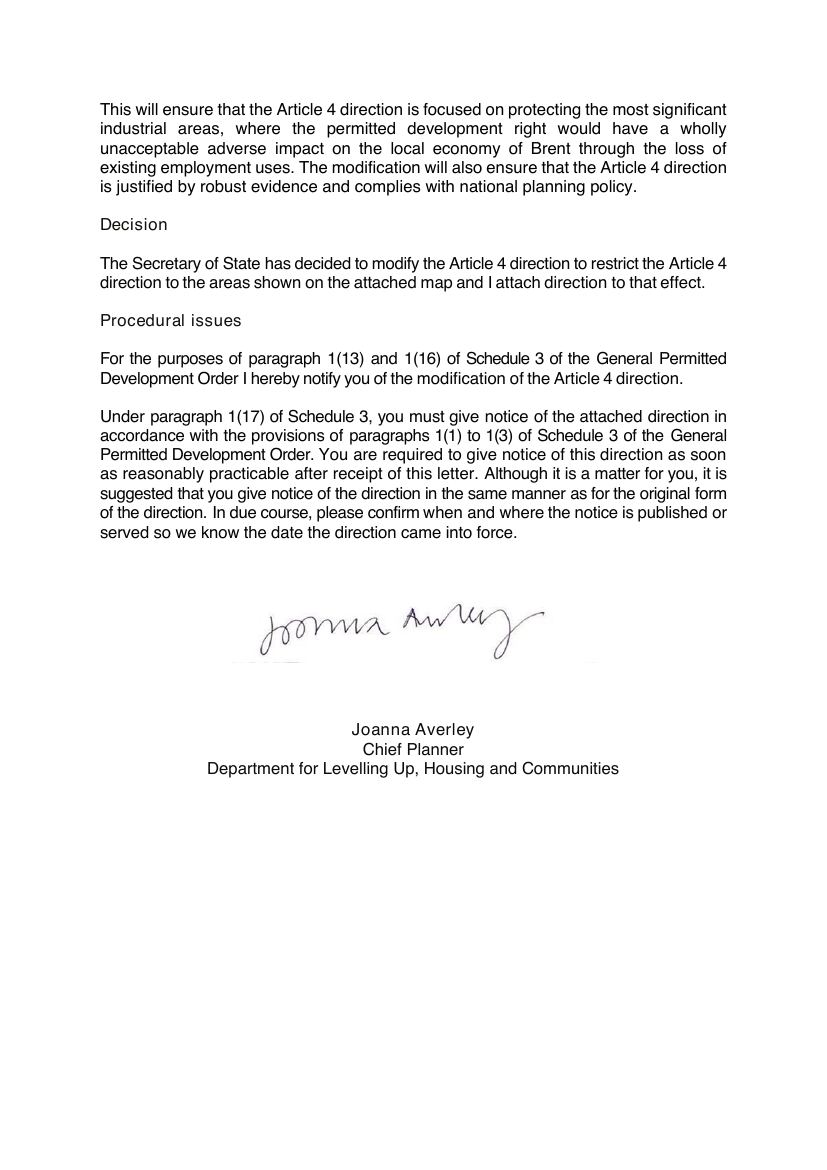 This will ensure that the Article 4 direction is focused on protecting the most significant
industrial areas, where the permitted development right would have a wholly
unacceptable adverse impact on the local economy of Brent through the loss of
existing employment uses. The modification will also ensure that the Article 4 direction
is justified by robust evidence and complies with national planning policy.
Decision
The Secretary of State has decided to modify the Article 4 direction to restrict the Article 4
direction to the areas shown on the attached map and I attach direction to that effect.
Procedural issues
For the purposes of paragraph 1(13) and 1(16) of Schedule 3 of the General Permitted
Development Order I hereby notify you of the modification of the Article 4 direction.
Under paragraph 1(17) of Schedule 3, you must give notice of the attached direction in
accordance with the provisions of paragraphs 1(1) to 1(3) of Schedule 3 of the General
Permitted Development Order. You are required to give notice of this direction as soon
as reasonably practicable after receipt of this letter. Although it is a matter for you, it is
suggested that you give notice of the direction in the same manner as for the original form
of the direction. In due course, please confirm when and where the notice is published or
served so we know the date the direction came into force.
Joanna Averley
Joanna Averley
Chief Planner
Department for Levelling Up, Housing and Communities